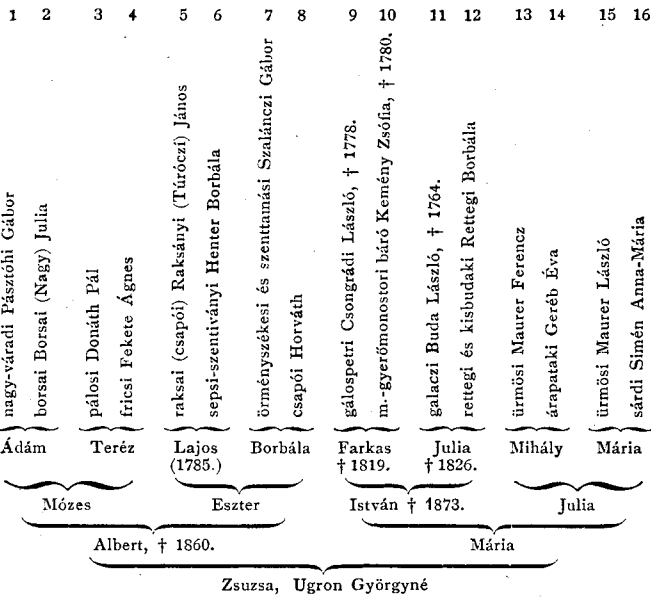 1 2 3 4 5 6 7 8 9 10 11 12 13 14 15 16
nagy-váradi Pásztóhi Gábor
borsai Borsai (Nagy) Julia
pálosi Donáth Pál
fricsi Fekete Ágnes
raksai (csapói) Raksányi (Túróczi) János
sepsi-szentiványi Henter Borbála
örményszékesi és szenttamási Szalánczi Gábor
csapói Horváth
gálospetri Csongrádi László, † 1778.
m.-gyerőmonostori báró Kemény Zsófia, † 1780.
galaczi Buda László, † 1764.
rettegi és kisbudaki Rettegi Borbála
ürmösi Maurer Ferencz
árapataki Geréb Éva
ürmösi Maurer László
sárdi Simén Anna-Mária
Ádám Teréz Lajos Borbála Farkas Julia Mihály Mária
(1785.) † 1819. † 1826.
Mózes Eszter István † 1873. Julia
Albert, † 1860. Mária
Zsuzsa, Ugron Györgyné